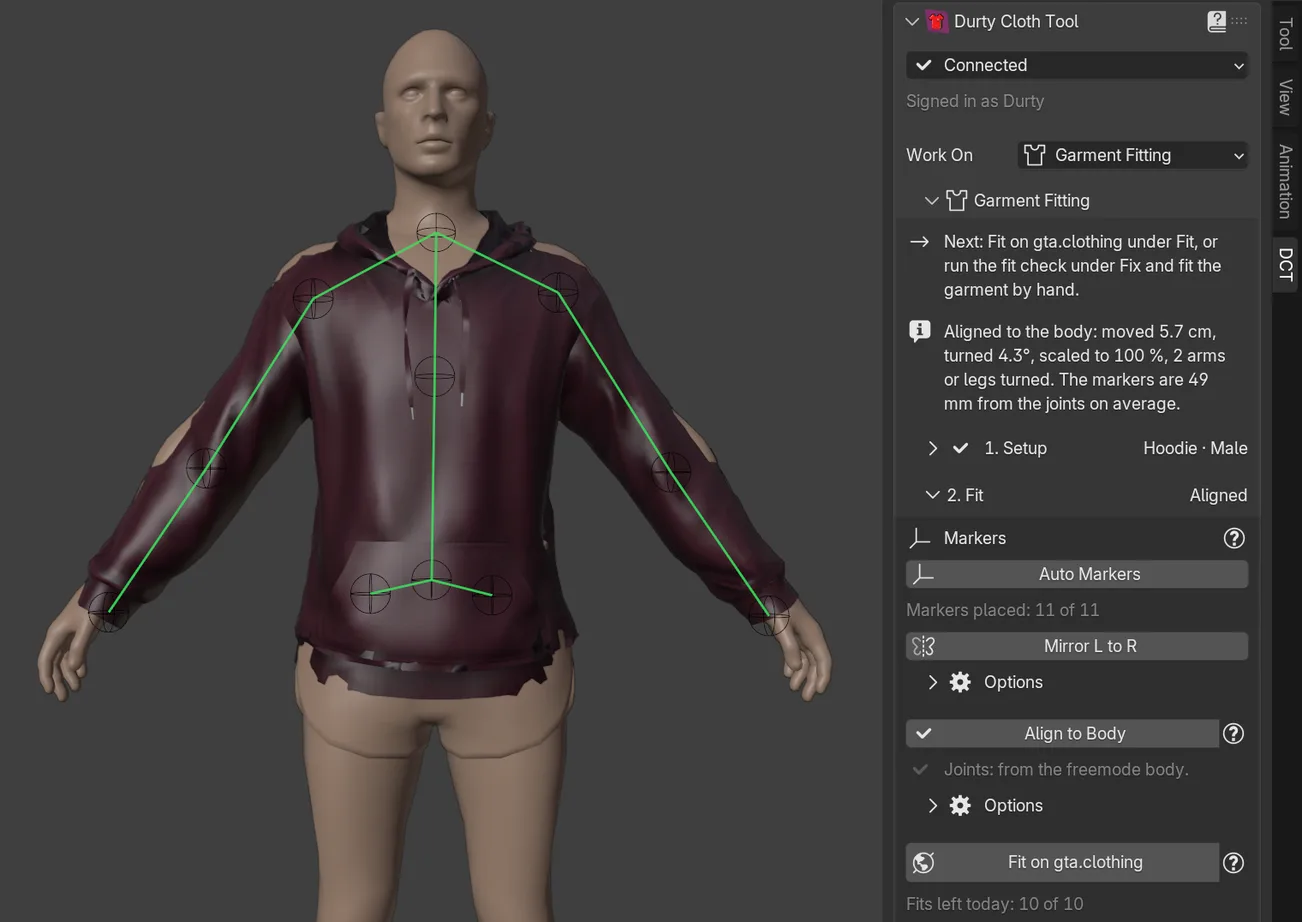 Durty Cloth Tool
Connected
Signed in as Durty
Work On
Garment Fitting
Garment Fitting
Next: Fit on gta.clothing under Fit, or
run the fit check under Fix and fit the
garment by hand.
Aligned to the body: moved 5.7 cm,
turned 4.3°, scaled to 100 %, 2 arms
or legs turned. The markers are 49
mm from the joints on average.
1. Setup Hoodie · Male
2. Fit Aligned
Markers
Auto Markers
Markers placed: 11 of 11
Mirror L to R
Options
Align to Body
Joints: from the freemode body.
Options
Fit on gta.clothing
Fits left today: 10 of 10
Tool
View
Animation
DCT